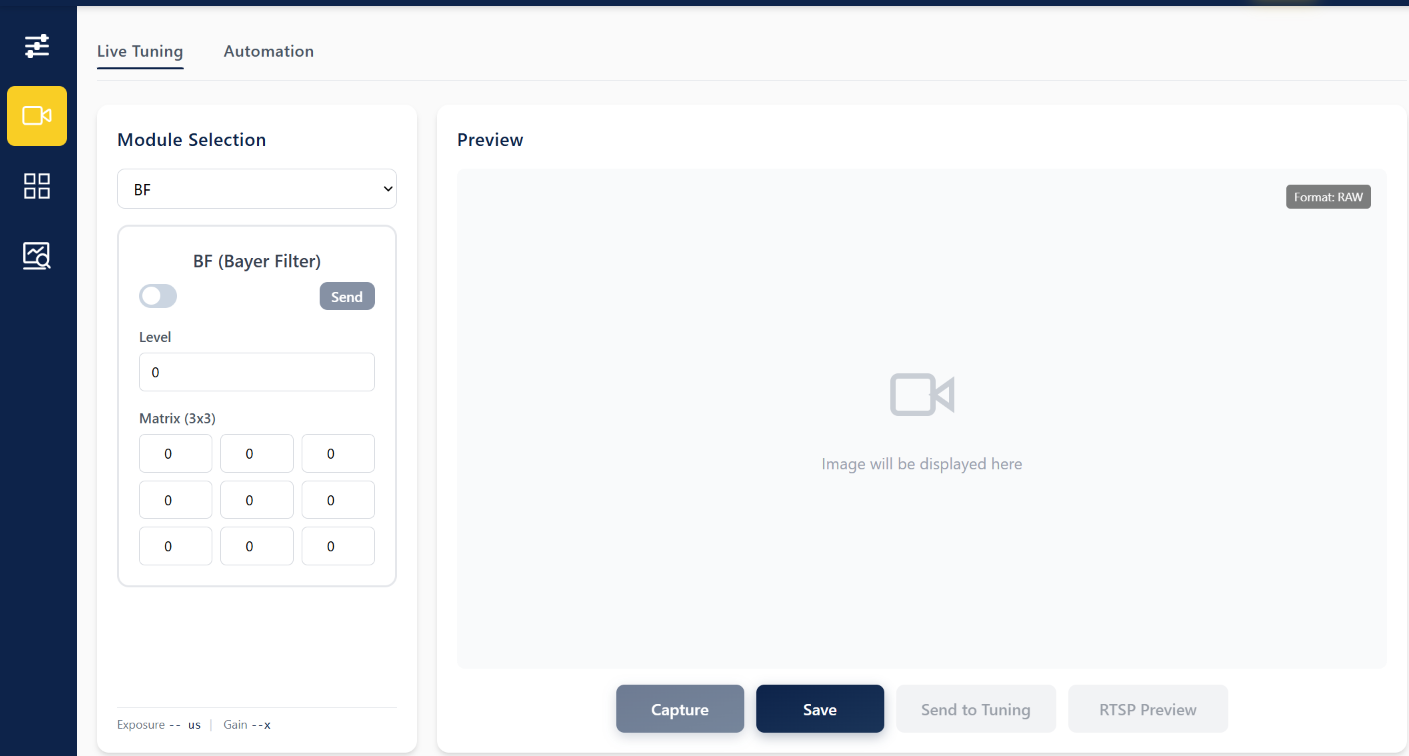 Live Tuning Automation
Module Selection
BF
BF (Bayer Filter)
Send
Level
0
Matrix (3x3)
0 0 0
0 0 0
0 0 0
Exposure -- us | Gain --x
Preview
Format: RAW
Image will be displayed here
Capture Save Send to Tuning RTSP Preview